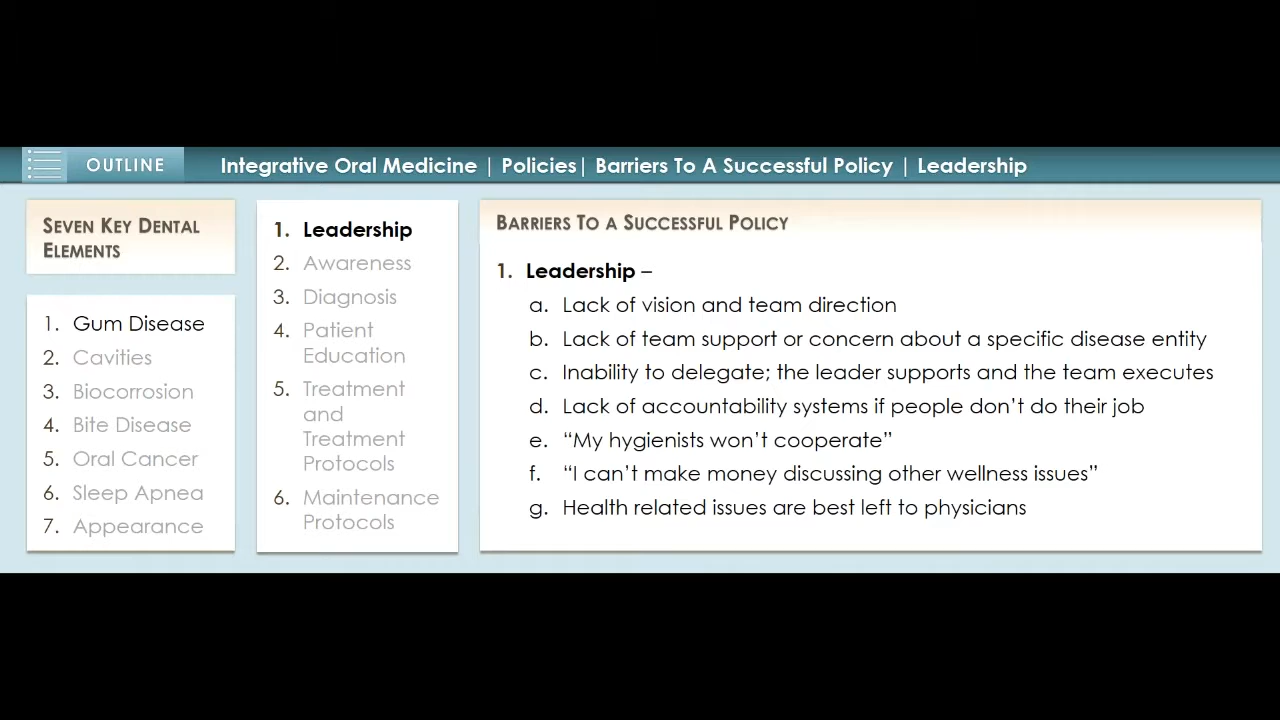 OUTLINE
Integrative Oral Medicine | Policies| Barriers To A Successful Policy | Leadership
SEVEN KEY DENTAL
ELEMENTS
1. Gum Disease
2. Cavities
3. Biocorrosion
4. Bite Disease
5. Oral Cancer
6. Sleep Apnea
7. Appearance
1. Leadership
2. Awareness
3. Diagnosis
4. Patient
Education
5. Treatment
and
Treatment
Protocols
6. Maintenance
Protocols
BARRIERS TO A SUCCESSFUL POLICY
1. Leadership –
a. Lack of vision and team direction
b. Lack of team support or concern about a specific disease entity
c. Inability to delegate; the leader supports and the team executes
d. Lack of accountability systems if people don’t do their job
e. “My hygienists won’t cooperate”
f. “I can’t make money discussing other wellness issues”
g. Health related issues are best left to physicians